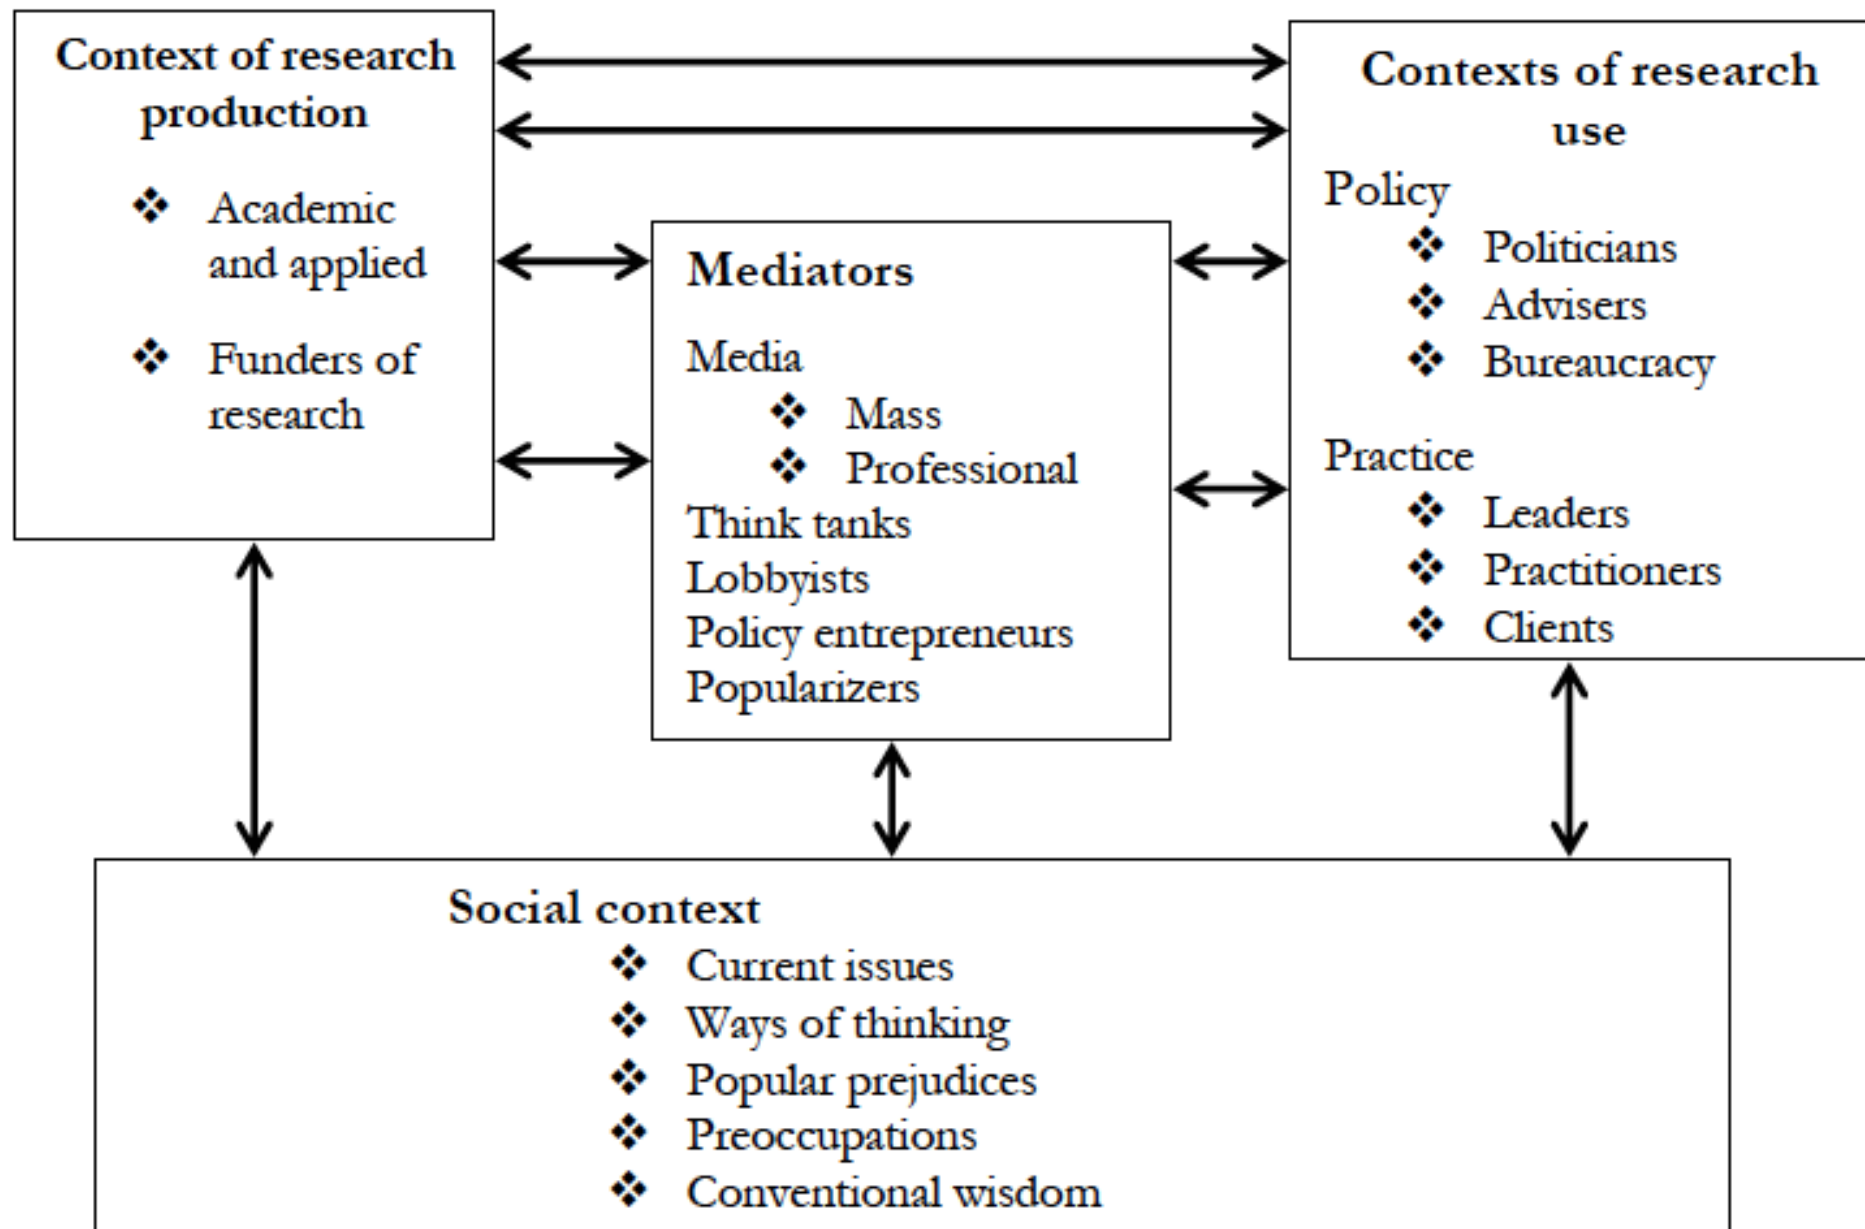 Context of research
production
❖ Academic
and applied
❖ Funders of
research
Mediators
Media
❖ Mass
❖ Professional
Think tanks
Lobbyists
Policy entrepreneurs
Popularizers
Contexts of research
use
Policy
❖ Politicians
❖ Advisers
❖ Bureaucracy
Practice
❖ Leaders
❖ Practitioners
❖ Clients
Social context
❖ Current issues
❖ Ways of thinking
❖ Popular prejudices
❖ Preoccupations
❖ Conventional wisdom